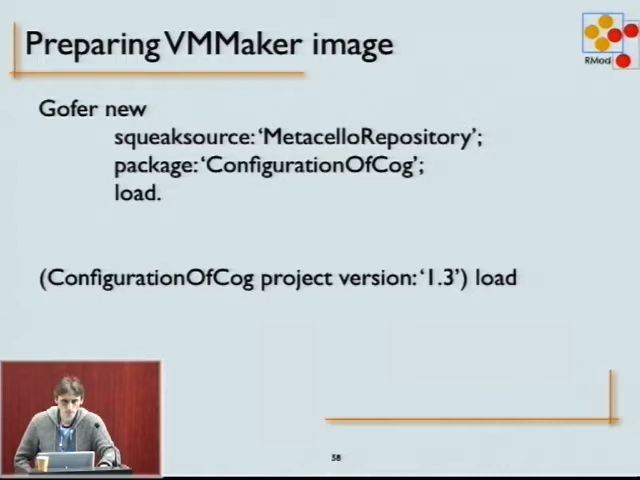 Preparing VMMaker image
RMod
Gofer new
squeaksource: ‘MetacelloRepository’;
package: ‘ConfigurationOfCog’;
load.
(ConfigurationOfCog project version: ‘1.3’) load
58